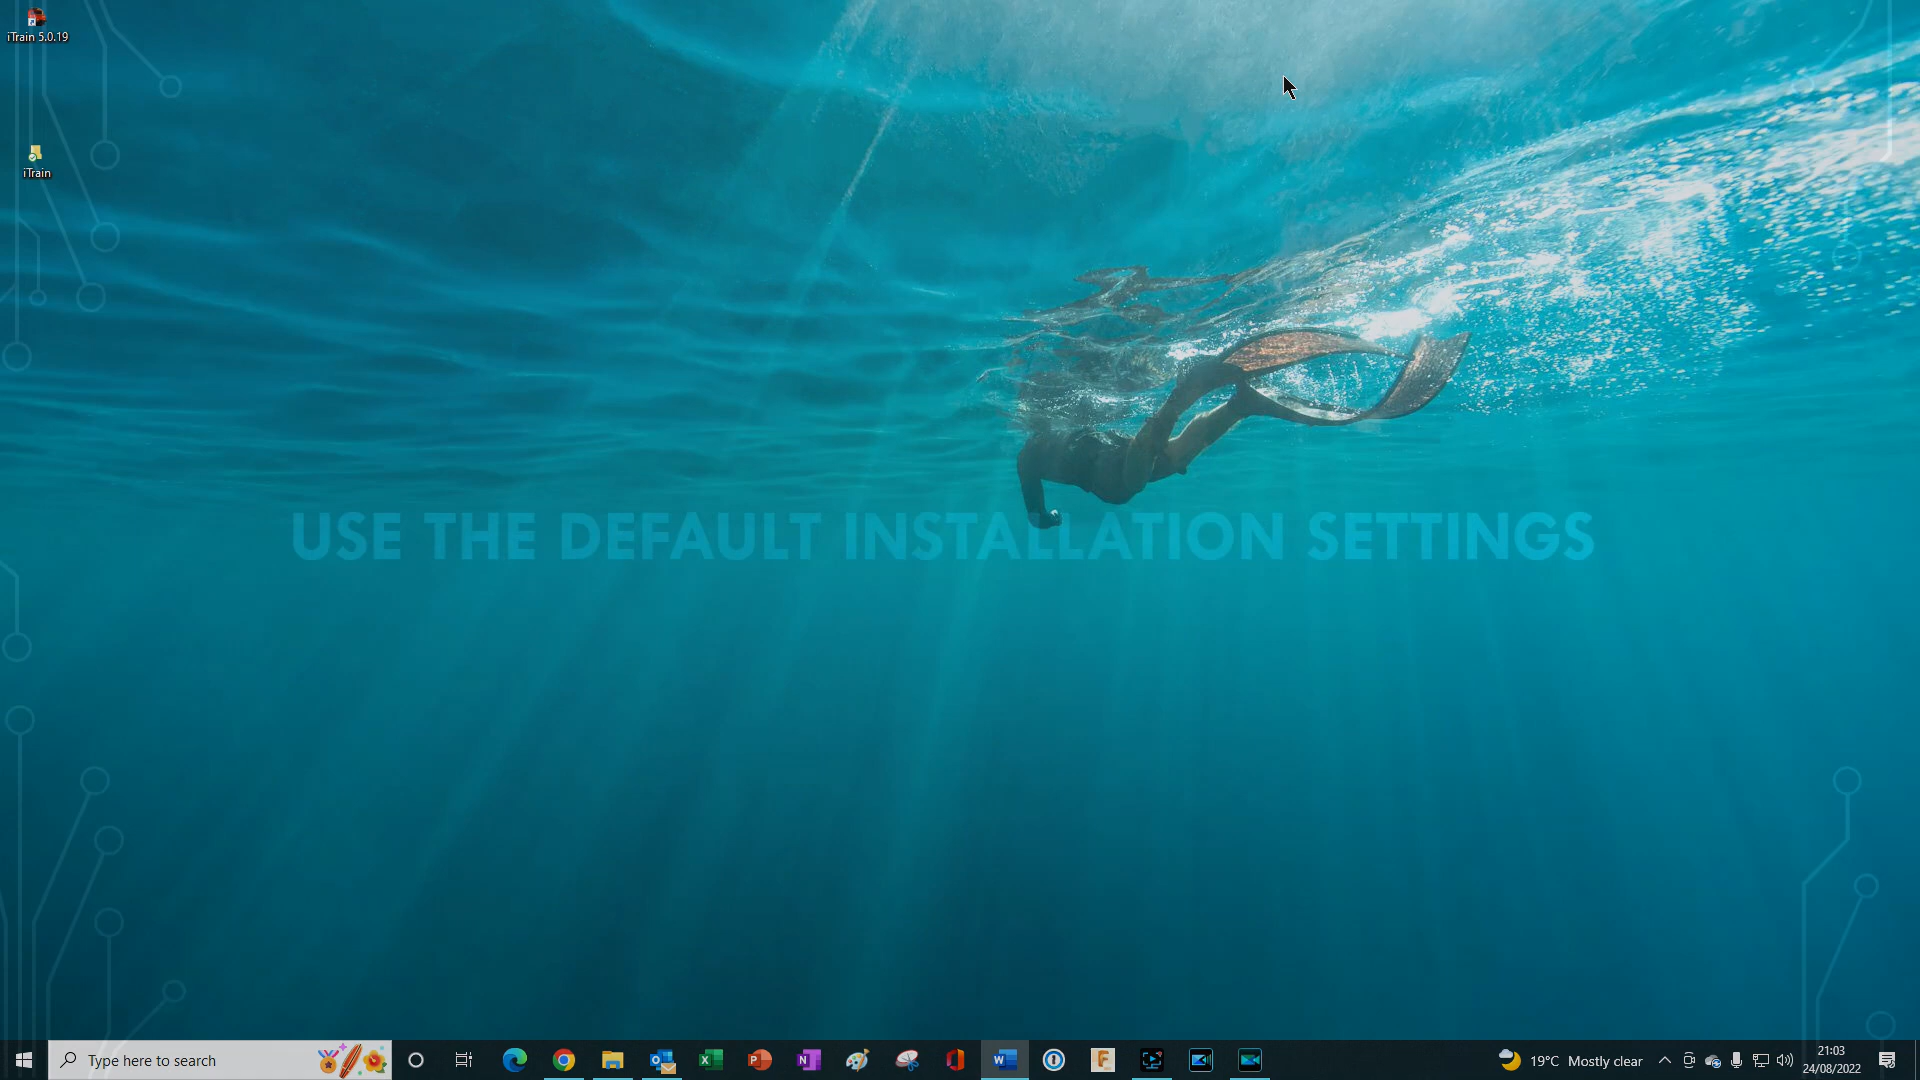 iTrain 5.0.19
iTrain
USE THE DEFAULT INSTALLATION SETTINGS
Type here to search
19°C Mostly clear
21:03
24/08/2022